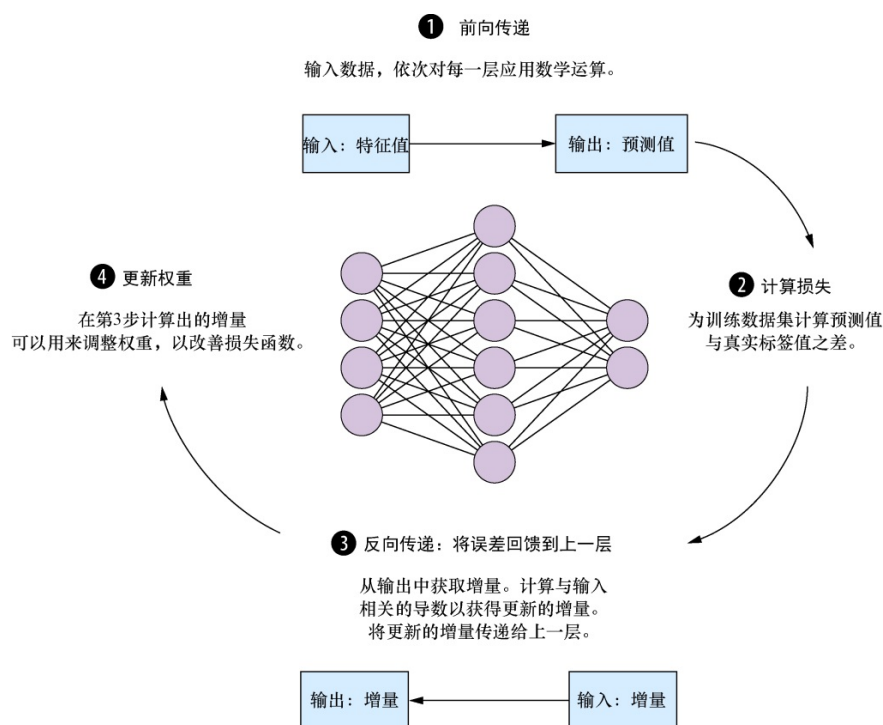 ❶ 前向传递
输入数据，依次对每一层应用数学运算。
输入：特征值
输出：预测值
❷ 计算损失
为训练数据集计算预测值
与真实标签值之差。
❸ 反向传递：将误差回馈到上一层
从输出中获取增量。计算与输入
相关的导数以获得更新的增量。
将更新的增量传递给上一层。
输出：增量
输入：增量
❹ 更新权重
在第3步计算出的增量
可以用来调整权重，以改善损失函数。